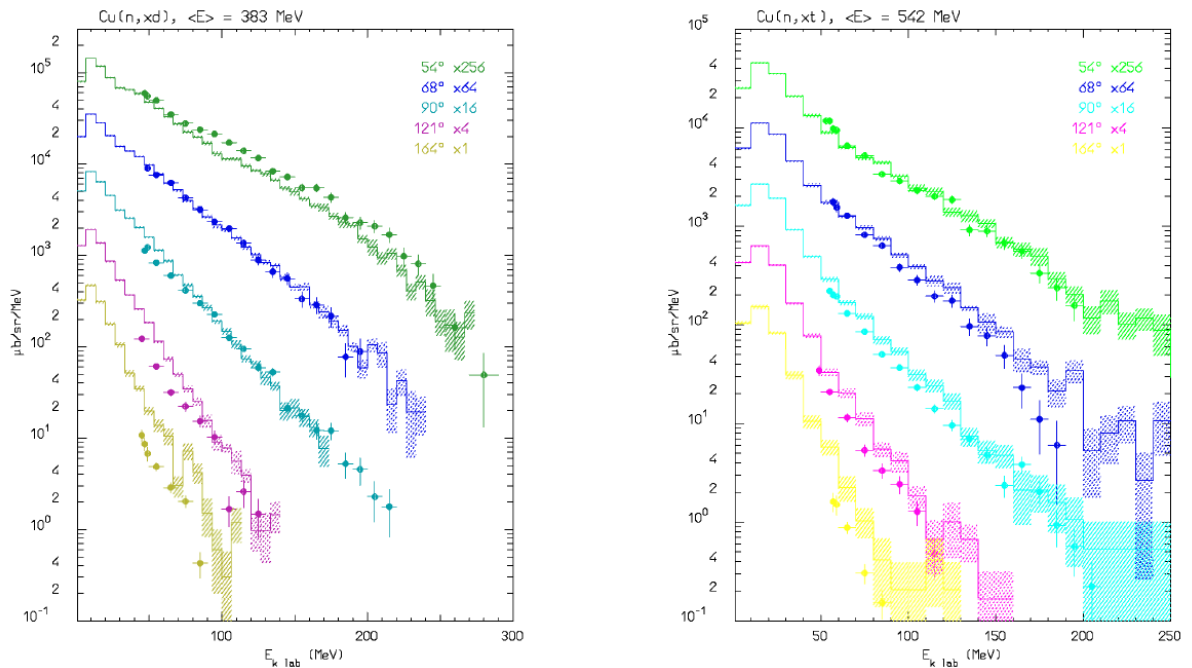 Cu(n,xd), <E> = 383 MeV
2
10^5
4
2
10^4
4
2
10^3
4
2
10^2
4
2
10^1
4
2
10^0
4
2
10^-1
μb/sr/MeV
54° x256
68° x64
90° x16
121° x4
164° x1
100
200
300
E_k lab (MeV)
Cu(n,xt), <E> = 542 MeV
10^5
4
2
10^4
4
2
10^3
4
2
10^2
4
2
10^1
4
2
10^0
4
2
10^-1
μb/sr/MeV
54° x256
68° x64
90° x16
121° x4
164° x1
50
100
150
200
250
E_k lab (MeV)